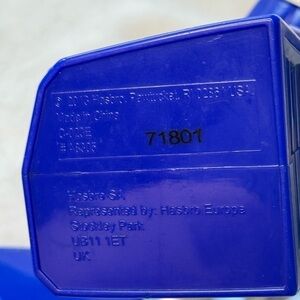 © 2013 Hasbro Pawtucket, RI 02861 USA
Made in China
71801
Hasbro SA
Represented by: Hasbro Europe
Stockley Park
UB11 1ET
UK